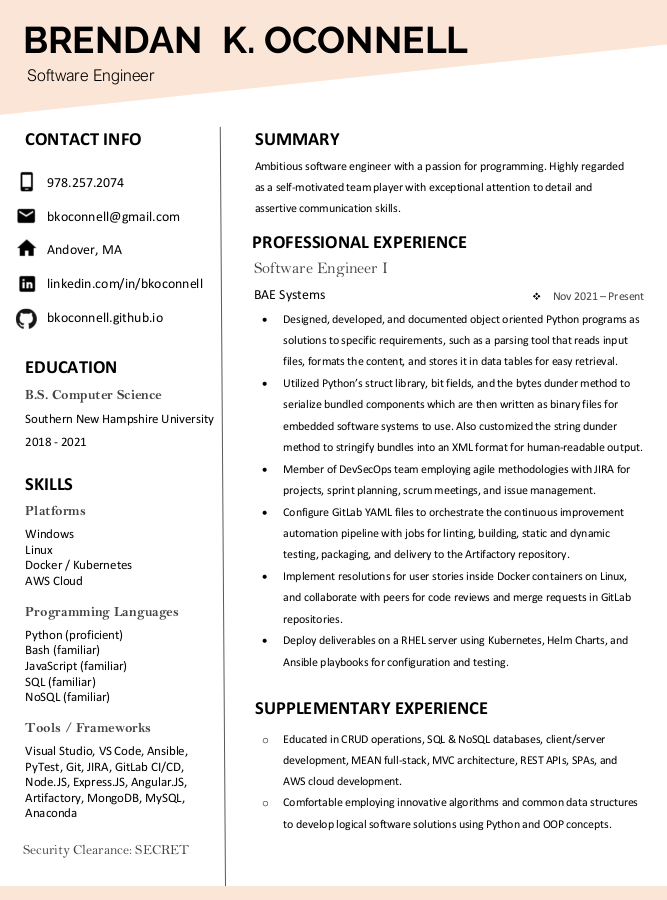 BRENDAN K. OCONNELL
Software Engineer
CONTACT INFO
978.257.2074
bkoconnell@gmail.com
Andover, MA
linkedin.com/in/bkoconnell
bkoconnell.github.io
EDUCATION
B.S. Computer Science
Southern New Hampshire University
2018 - 2021
SKILLS
Platforms
Windows
Linux
Docker / Kubernetes
AWS Cloud
Programming Languages
Python (proficient)
Bash (familiar)
JavaScript (familiar)
SQL (familiar)
NoSQL (familiar)
Tools / Frameworks
Visual Studio, VS Code, Ansible,
PyTest, Git, JIRA, GitLab CI/CD,
Node.JS, Express.JS, Angular.JS,
Artifactory, MongoDB, MySQL,
Anaconda
Security Clearance: SECRET
SUMMARY
Ambitious software engineer with a passion for programming. Highly regarded
as a self-motivated team player with exceptional attention to detail and
assertive communication skills.
PROFESSIONAL EXPERIENCE
Software Engineer I
BAE Systems ❖ Nov 2021 – Present
• Designed, developed, and documented object oriented Python programs as
solutions to specific requirements, such as a parsing tool that reads input
files, formats the content, and stores it in data tables for easy retrieval.
• Utilized Python's struct library, bit fields, and the bytes dunder method to
serialize bundled components which are then written as binary files for
embedded software systems to use. Also customized the string dunder
method to stringify bundles into an XML format for human-readable output.
• Member of DevSecOps team employing agile methodologies with JIRA for
projects, sprint planning, scrum meetings, and issue management.
• Configure GitLab YAML files to orchestrate the continuous improvement
automation pipeline with jobs for linting, building, static and dynamic
testing, packaging, and delivery to the Artifactory repository.
• Implement resolutions for user stories inside Docker containers on Linux,
and collaborate with peers for code reviews and merge requests in GitLab
repositories.
• Deploy deliverables on a RHEL server using Kubernetes, Helm Charts, and
Ansible playbooks for configuration and testing.
SUPPLEMENTARY EXPERIENCE
o Educated in CRUD operations, SQL & NoSQL databases, client/server
development, MEAN full-stack, MVC architecture, REST APIs, SPAs, and
AWS cloud development.
o Comfortable employing innovative algorithms and common data structures
to develop logical software solutions using Python and OOP concepts.